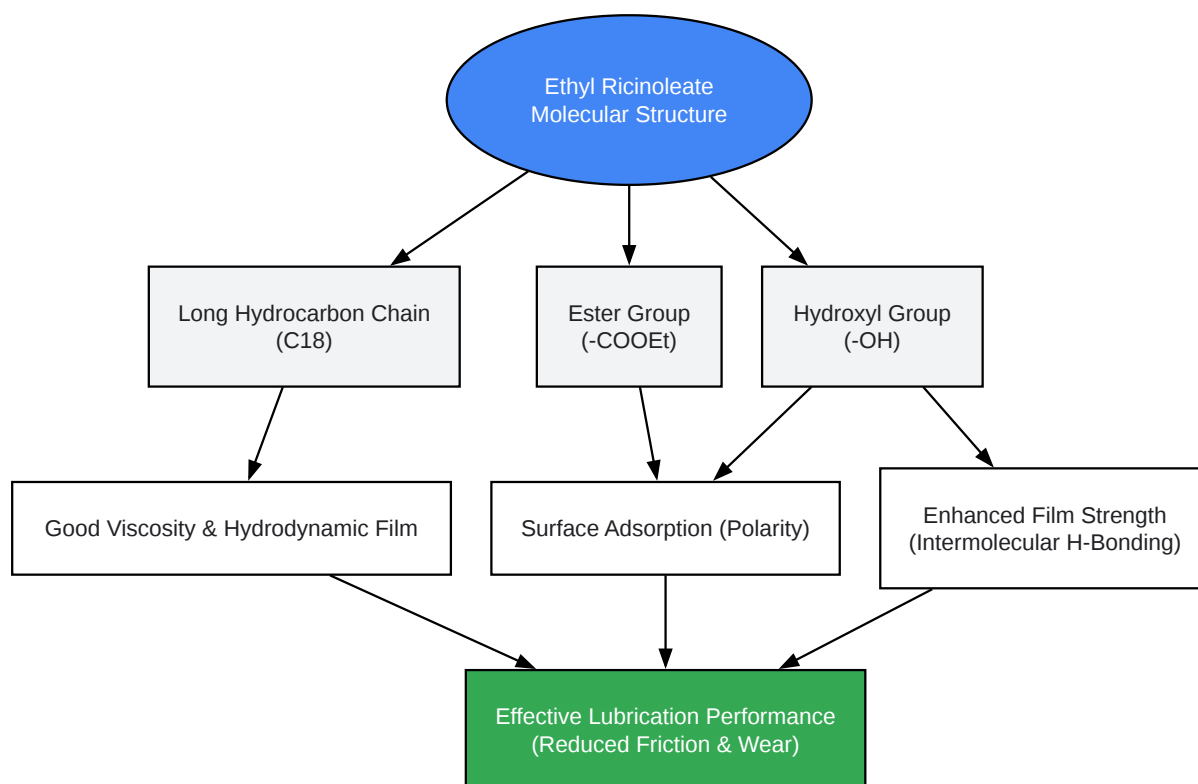 Ethyl Ricinoleate
Molecular Structure
Long Hydrocarbon Chain
(C18)
Ester Group
(-COOEt)
Hydroxyl Group
(-OH)
Good Viscosity & Hydrodynamic Film
Surface Adsorption (Polarity)
Enhanced Film Strength
(Intermolecular H-Bonding)
Effective Lubrication Performance
(Reduced Friction & Wear)